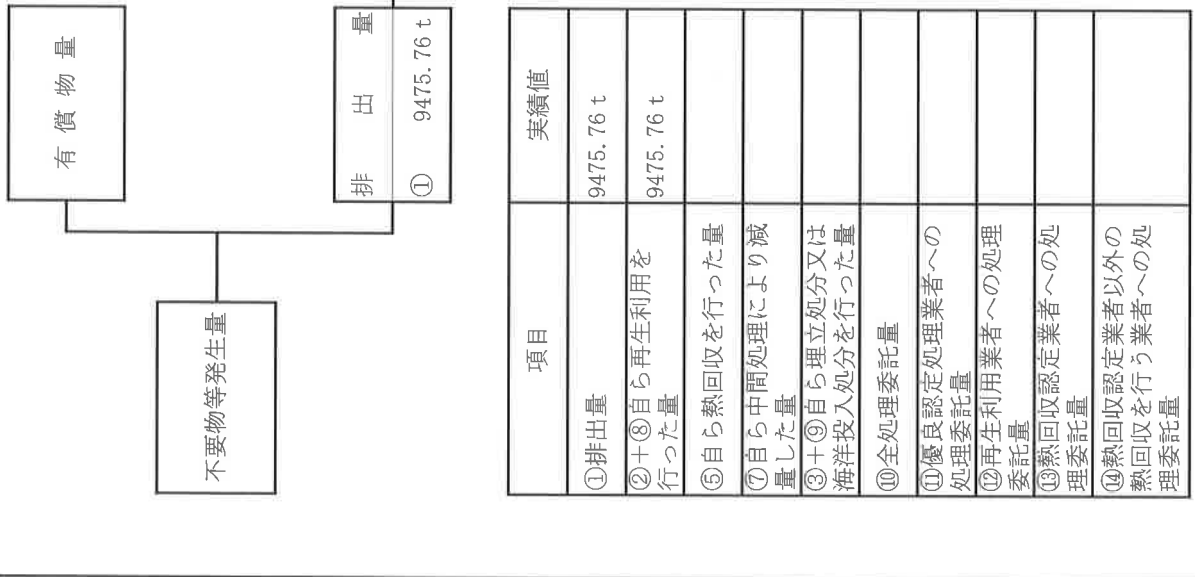 有償物量
不要物等発生量
排出量
① 9475.76ｔ
項目 実績値
①排出量 9475.76ｔ
②＋⑧自ら再生利用を
行った量 9475.76ｔ
⑤自ら熱回収を行った量
⑦自ら中間処理により減
量した量
③＋⑨自ら埋立処分又は
海洋投入処分を行った量
⑩全処理委託量
⑪優良認定処理業者への
処理委託量
⑫再生利用業者への処理
委託量
⑬熱回収認定業者への処
理委託量
⑭熱回収認定業者以外の
熱回収を行う業者への処
理委託量